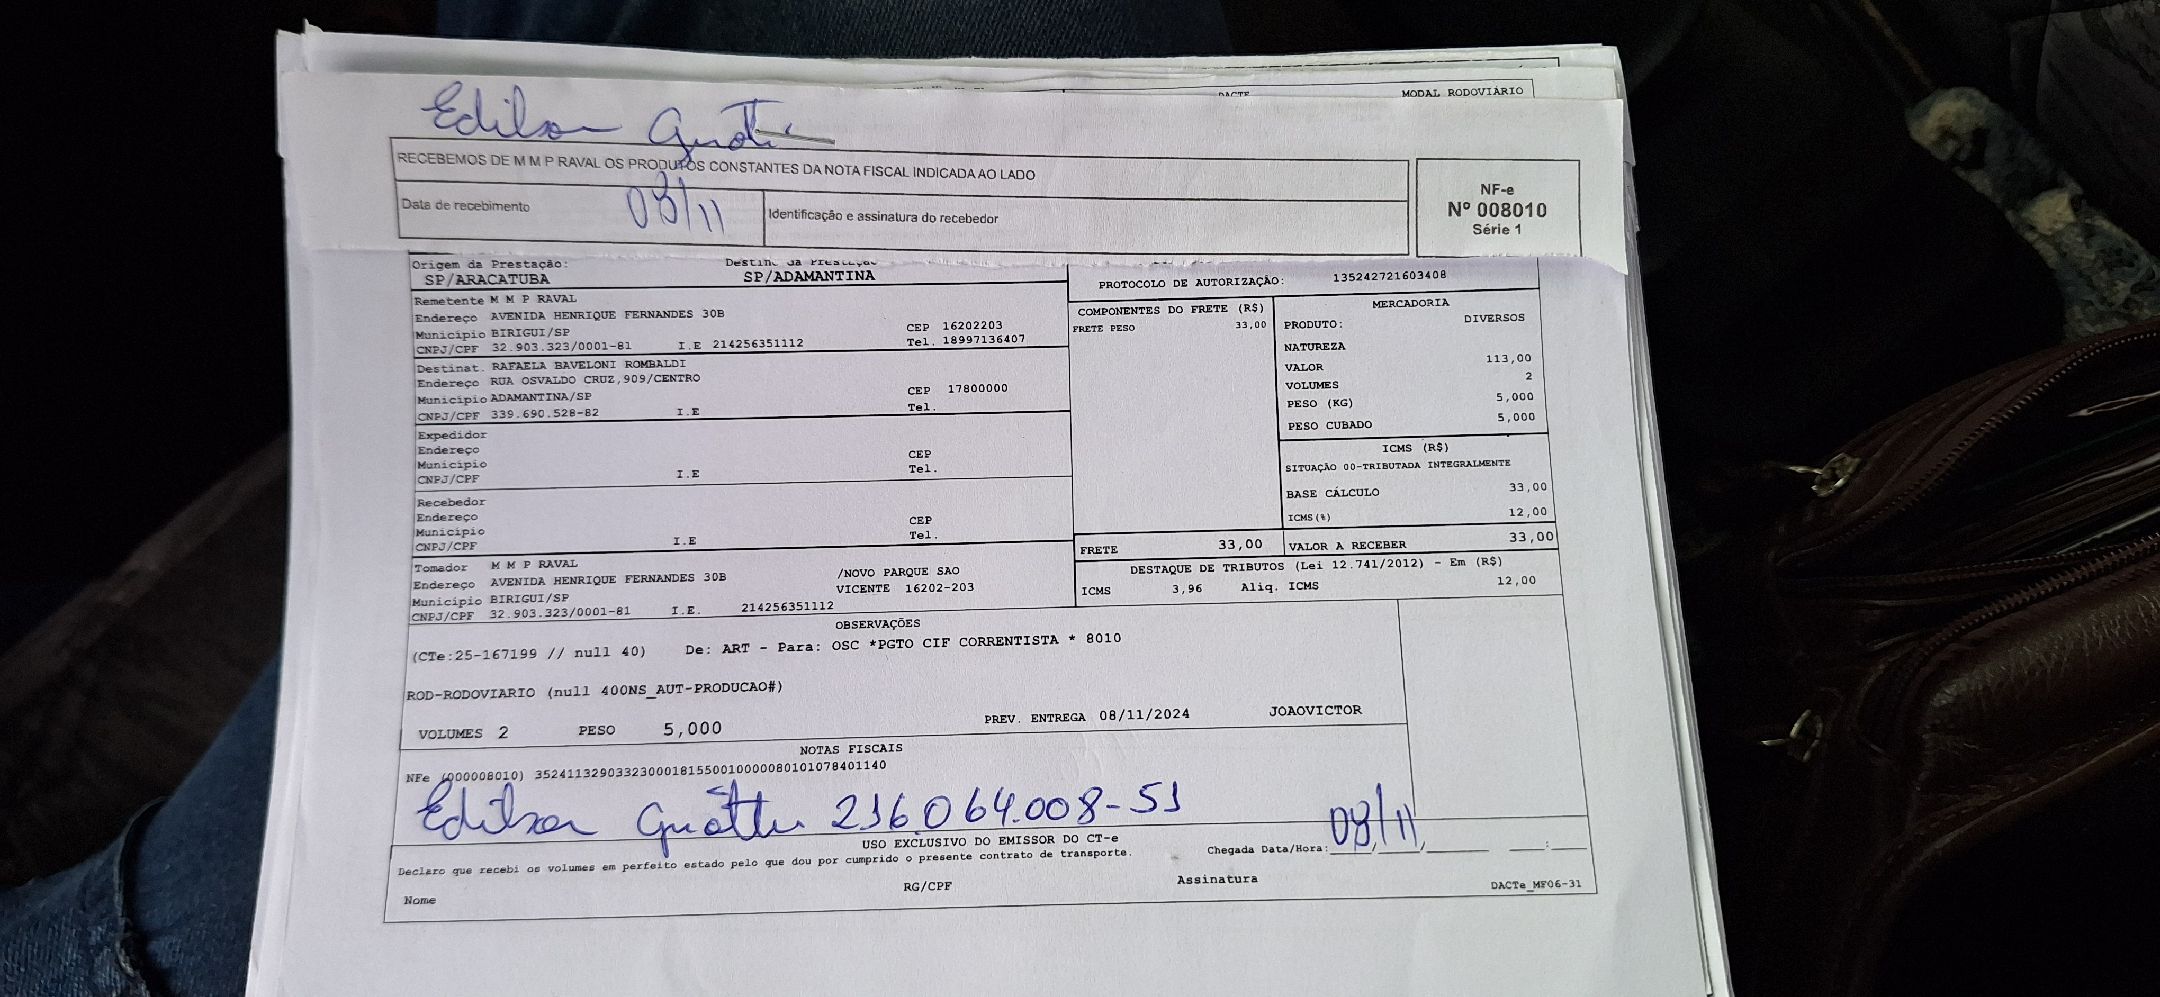 DACTE MODAL RODOVIÁRIO
Edilson
RECEBEMOS DE M M P RAVAL OS PRODUTOS CONSTANTES DA NOTA FISCAL INDICADA AO LADO
Data de recebimento 08/11
Identificação e assinatura do recebedor
NF-e
Nº 008010
Série 1
Origem da Prestação: Destino da Prestação
SP/ARACATUBA SP/ADAMANTINA
PROTOCOLO DE AUTORIZAÇÃO: 135242721603408
Remetente M M P RAVAL
Endereço AVENIDA HENRIQUE FERNANDES 30B
Município BIRIGUI/SP CEP 16202203
CNPJ/CPF 32.903.323/0001-81 I.E 214256351112 Tel. 18997136407
Destinat. RAFAELA BAVELONI ROMBALDI
Endereço RUA OSVALDO CRUZ,909/CENTRO
Município ADAMANTINA/SP CEP 17800000
CNPJ/CPF 339.690.528-82 I.E Tel.
Expedidor
Endereço
Município CEP
CNPJ/CPF I.E Tel.
Recebedor
Endereço
Município CEP
CNPJ/CPF I.E Tel.
Tomador M M P RAVAL
Endereço AVENIDA HENRIQUE FERNANDES 30B /NOVO PARQUE SAO
Município BIRIGUI/SP VICENTE 16202-203
CNPJ/CPF 32.903.323/0001-81 I.E. 214256351112
COMPONENTES DO FRETE (R$)
FRETE PESO 33,00
MERCADORIA
PRODUTO: DIVERSOS
NATUREZA
VALOR 113,00
VOLUMES 2
PESO (KG) 5,000
PESO CUBADO 5,000
ICMS (R$)
SITUAÇÃO 00-TRIBUTADA INTEGRALMENTE
BASE CÁLCULO 33,00
ICMS(%) 12,00
FRETE 33,00
VALOR A RECEBER 33,00
DESTAQUE DE TRIBUTOS (Lei 12.741/2012) - Em (R$)
ICMS 3,96 Aliq. ICMS 12,00
OBSERVAÇÕES
(CTe:25-167199 // null 40) De: ART - Para: OSC *PGTO CIF CORRENTISTA * 8010
ROD-RODOVIARIO (null 400NS_AUT-PRODUCAO#)
VOLUMES 2 PESO 5,000 PREV. ENTREGA 08/11/2024 JOAOVICTOR
NOTAS FISCAIS
NFe (000008010) 35241132903323000181550010000080101078401140
Edilson 216.064.008-51
USO EXCLUSIVO DO EMISSOR DO CT-e
Declaro que recebi os volumes em perfeito estado pelo que dou por cumprido o presente contrato de transporte. Chegada Data/Hora: 08/11
Nome RG/CPF Assinatura DACTe_MF06-31